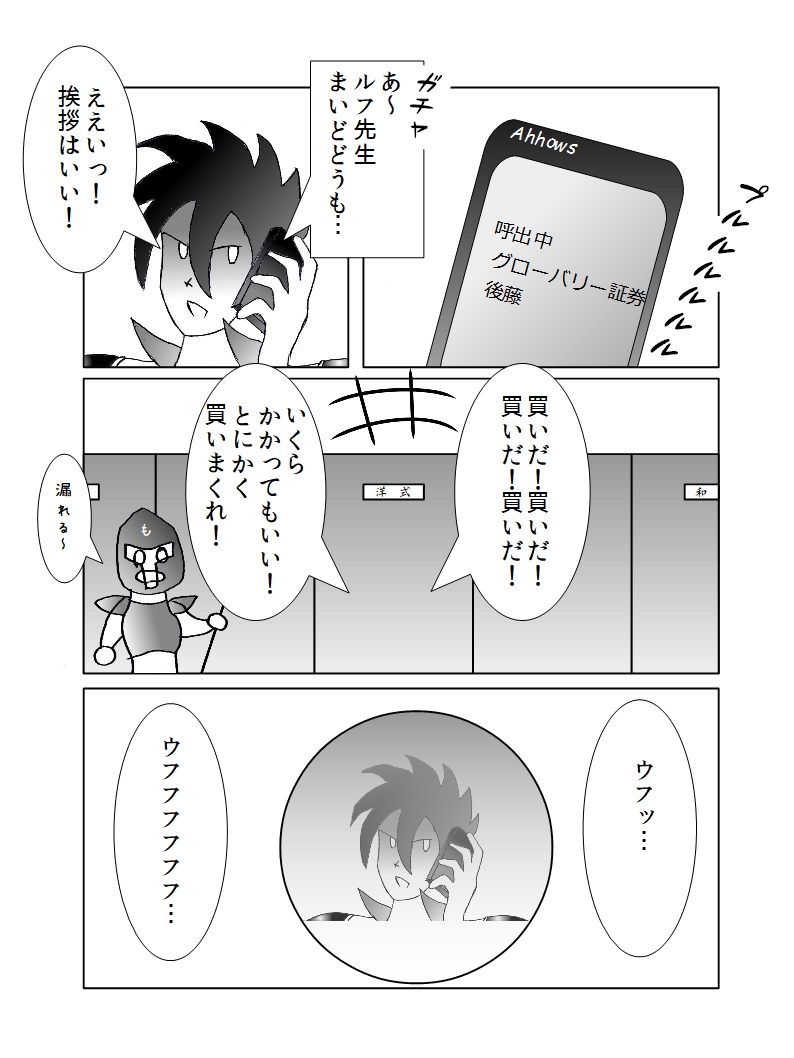 Ahhows
呼出中
グローバリー証券
後藤
プルルルルル
ガチャ
あ～
ルフ先生
まいどどうも…
ええいっ！
挨拶はいい！
買いだ！買いだ！
買いだ！買いだ！
いくら
かかってもいい！
とにかく
買いまくれ！
和
洋式
も
漏れる～
ウフッ…
ウフフフフフフ…